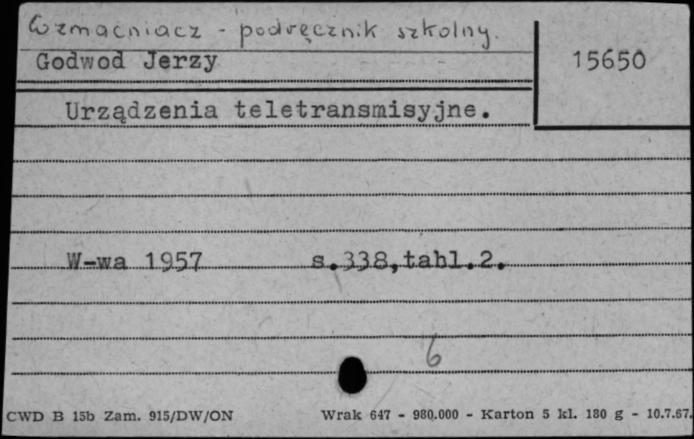 Wzmacniacz - podręcznik szkolny.
Godwod Jerzy
15650
Urządzenia teletransmisyjne.
W-wa 1957 s.338,tabl.2.
6
CWD B 15b Zam. 915/DW/ON Wrak 647 - 980.000 - Karton 5 kl. 180 g - 10.7.67.